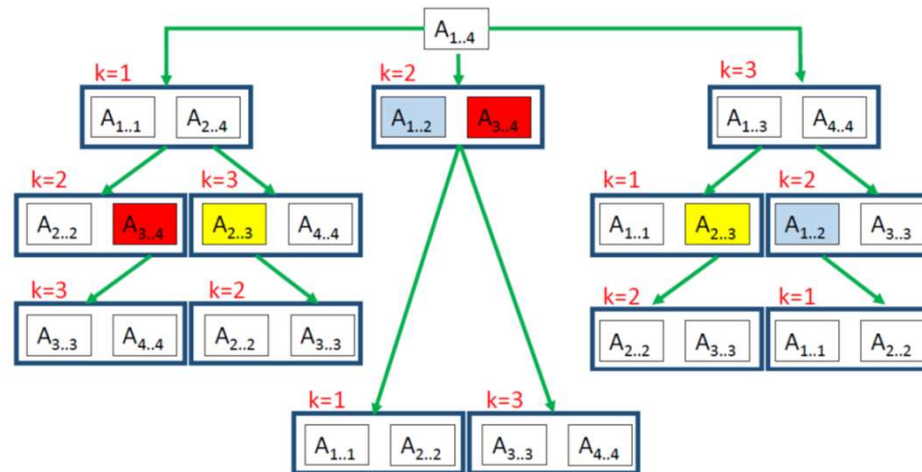 A1..4
k=1 k=2 k=3
A1..1 A2..4 A1..2 A3..4 A1..3 A4..4
k=2 k=3 k=1 k=2
A2..2 A3..4 A2..3 A4..4 A1..1 A2..3 A1..2 A3..3
k=3 k=2 k=2 k=1
A3..3 A4..4 A2..2 A3..3 A2..2 A3..3 A1..1 A2..2
k=1 k=3
A1..1 A2..2 A3..3 A4..4